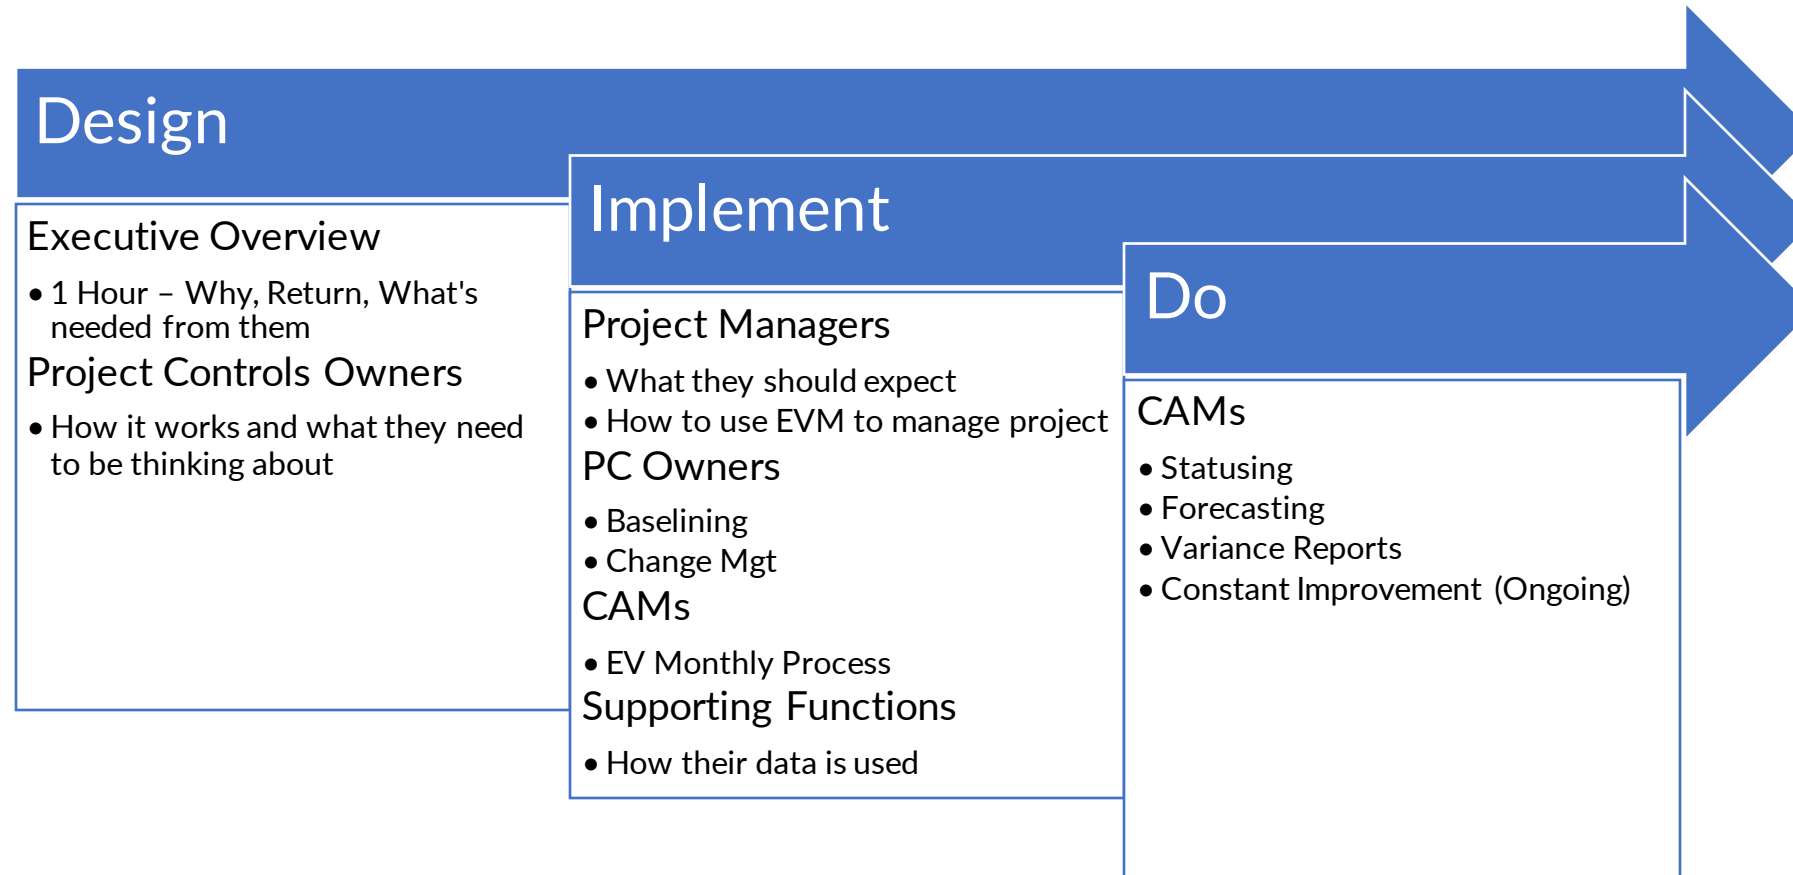 Design
Executive Overview
• 1 Hour – Why, Return, What's
needed from them
Project Controls Owners
• How it works and what they need
to be thinking about
Implement
Project Managers
• What they should expect
• How to use EVM to manage project
PC Owners
• Baselining
• Change Mgt
CAMs
• EV Monthly Process
Supporting Functions
• How their data is used
Do
CAMs
• Statusing
• Forecasting
• Variance Reports
• Constant Improvement (Ongoing)